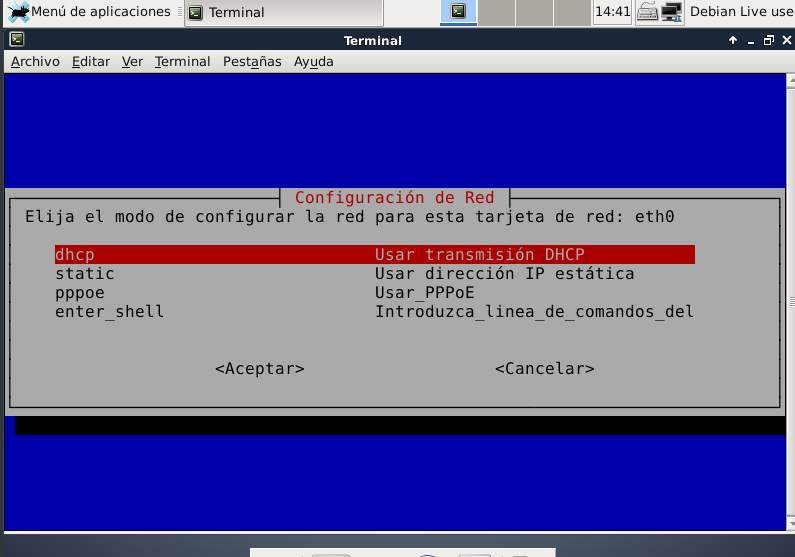 Menú de aplicaciones Terminal 14:41 Debian Live use
Terminal
Archivo Editar Ver Terminal Pestañas Ayuda
Configuración de Red
Elija el modo de configurar la red para esta tarjeta de red: eth0
dhcp Usar transmisión DHCP
static Usar dirección IP estática
pppoe Usar_PPPoE
enter_shell Introduzca_linea_de_comandos_del
<Aceptar> <Cancelar>